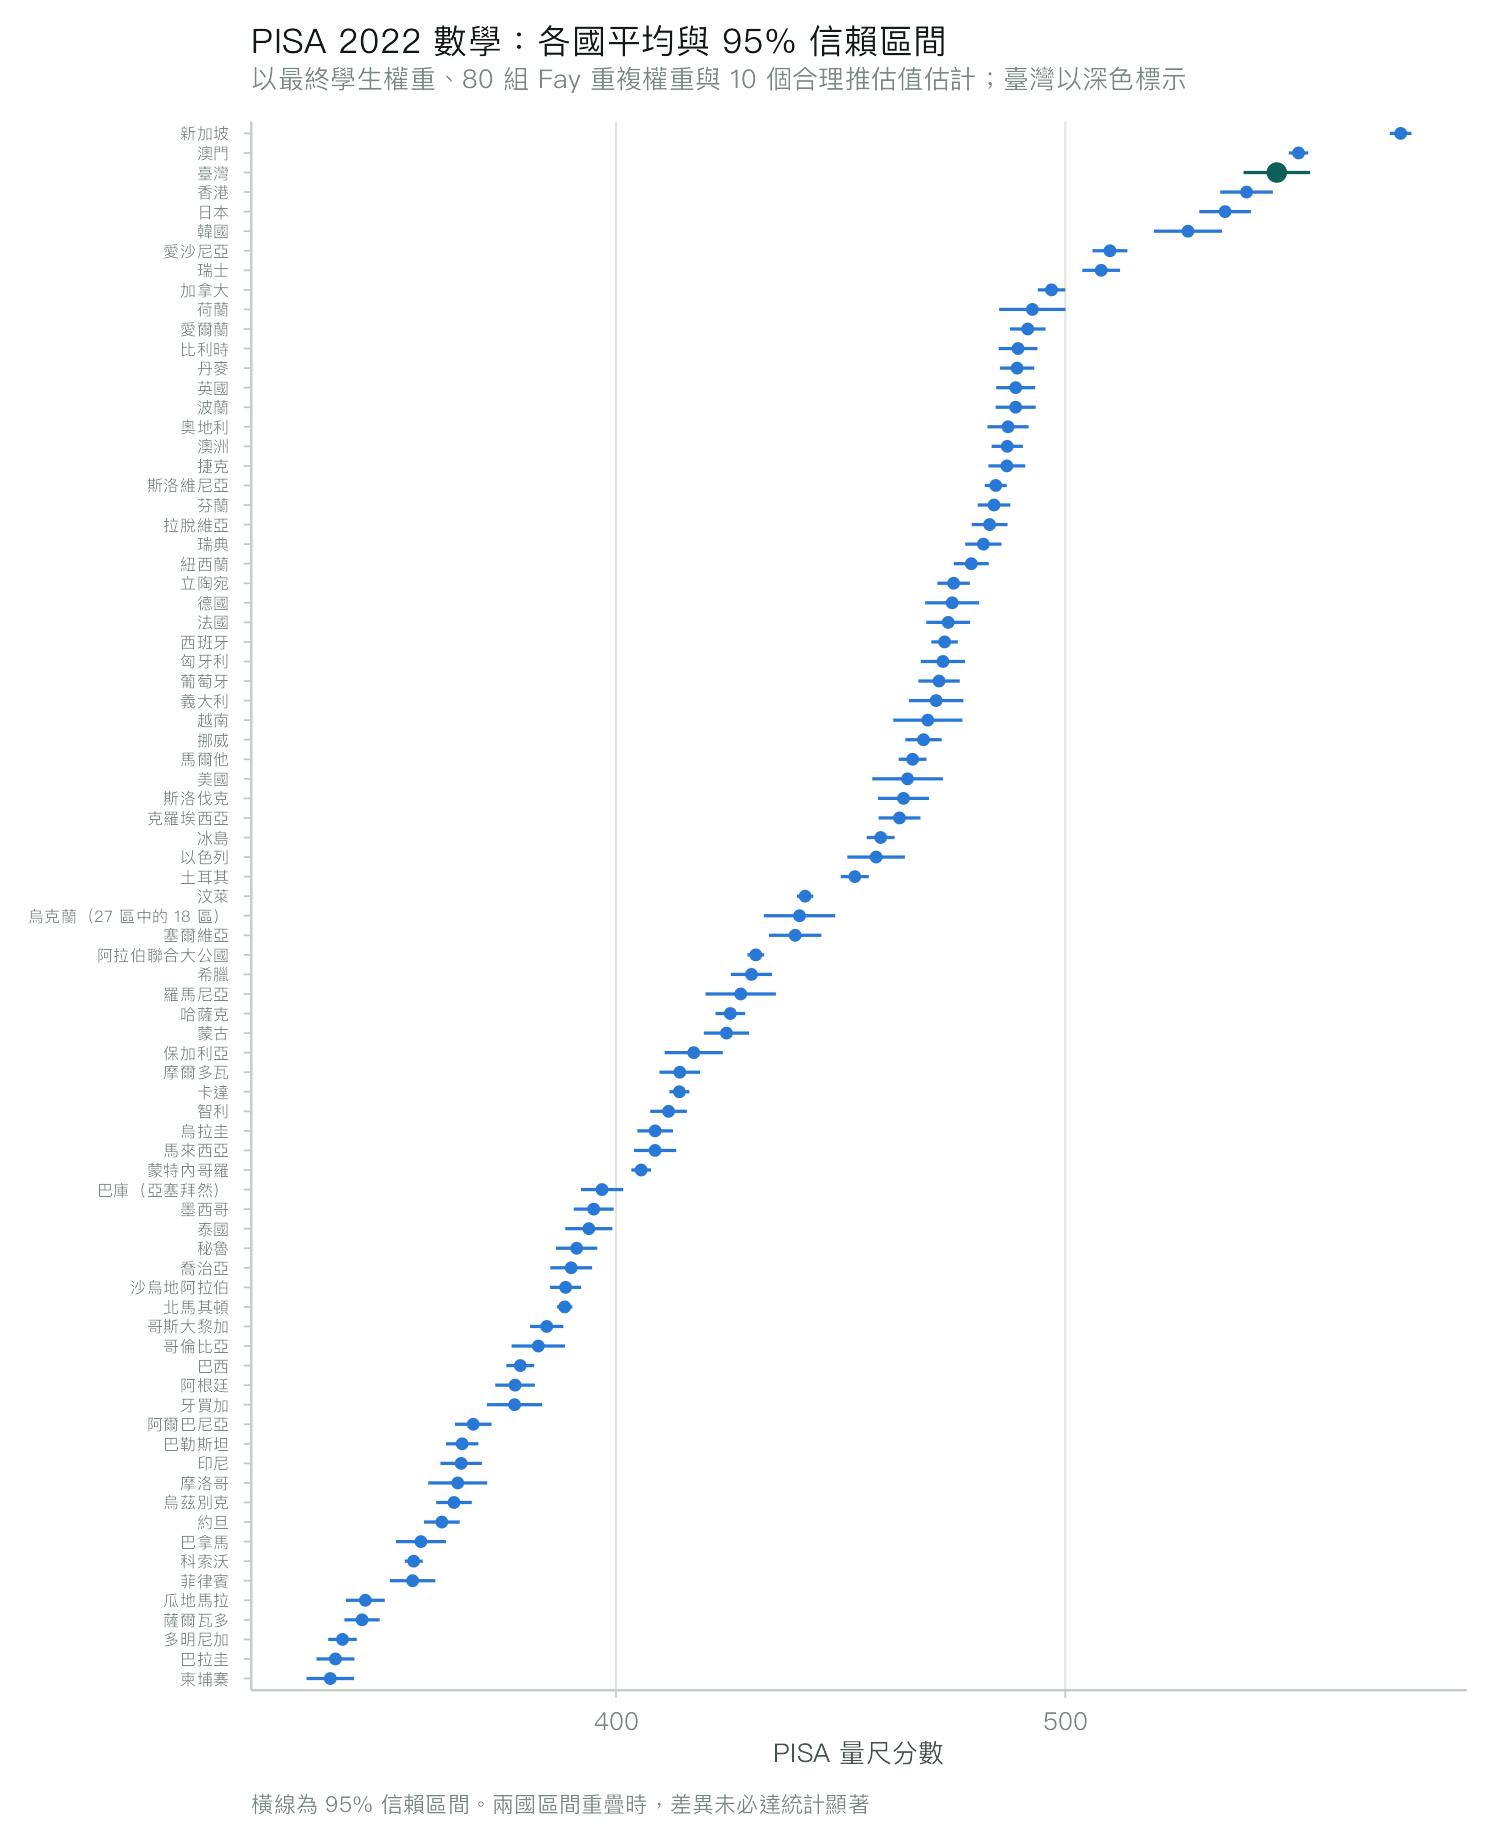 PISA 2022 數學：各國平均與 95% 信賴區間
以最終學生權重、80 組 Fay 重複權重與 10 個合理推估值估計；臺灣以深色標示
新加坡
澳門
臺灣
香港
日本
韓國
愛沙尼亞
瑞士
加拿大
荷蘭
愛爾蘭
比利時
丹麥
英國
波蘭
奧地利
澳洲
捷克
斯洛維尼亞
芬蘭
拉脫維亞
瑞典
紐西蘭
立陶宛
德國
法國
西班牙
匈牙利
葡萄牙
義大利
越南
挪威
馬爾他
美國
斯洛伐克
克羅埃西亞
冰島
以色列
土耳其
汶萊
烏克蘭（27 區中的 18 區）
塞爾維亞
阿拉伯聯合大公國
希臘
羅馬尼亞
哈薩克
蒙古
保加利亞
摩爾多瓦
卡達
智利
烏拉圭
馬來西亞
蒙特內哥羅
巴庫（亞塞拜然）
墨西哥
泰國
秘魯
喬治亞
沙烏地阿拉伯
北馬其頓
哥斯大黎加
哥倫比亞
巴西
阿根廷
牙買加
阿爾巴尼亞
巴勒斯坦
印尼
摩洛哥
烏茲別克
約旦
巴拿馬
科索沃
菲律賓
瓜地馬拉
薩爾瓦多
多明尼加
巴拉圭
柬埔寨
400 500
PISA 量尺分數
橫線為 95% 信賴區間。兩國區間重疊時，差異未必達統計顯著